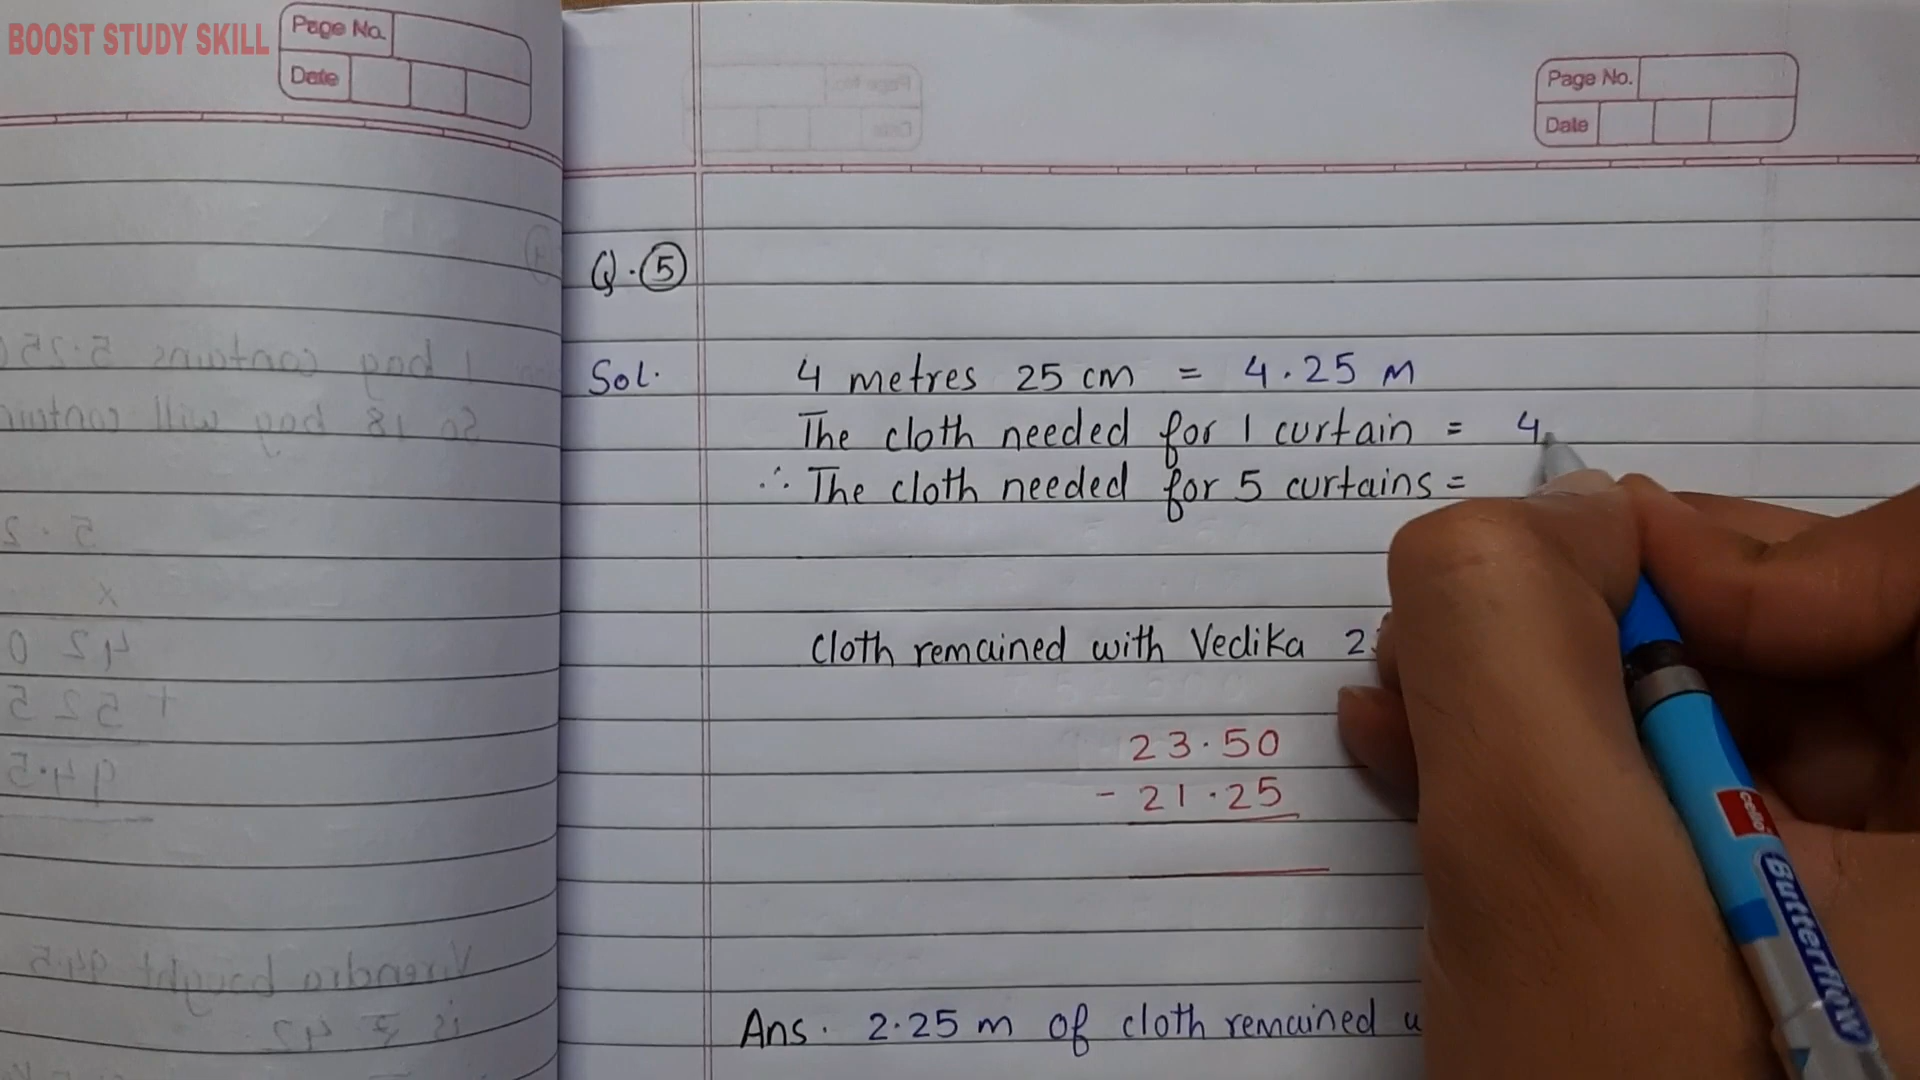 BOOST STUDY SKILL
Page No.
Date
Page No.
Date
Q.5
Sol. 4 metres 25 cm = 4.25 m
The cloth needed for 1 curtain = 4
∴ The cloth needed for 5 curtains =
Cloth remained with Vedika 2
23.50
- 21.25
Ans. 2.25 m of cloth remained
cello
Butterflow